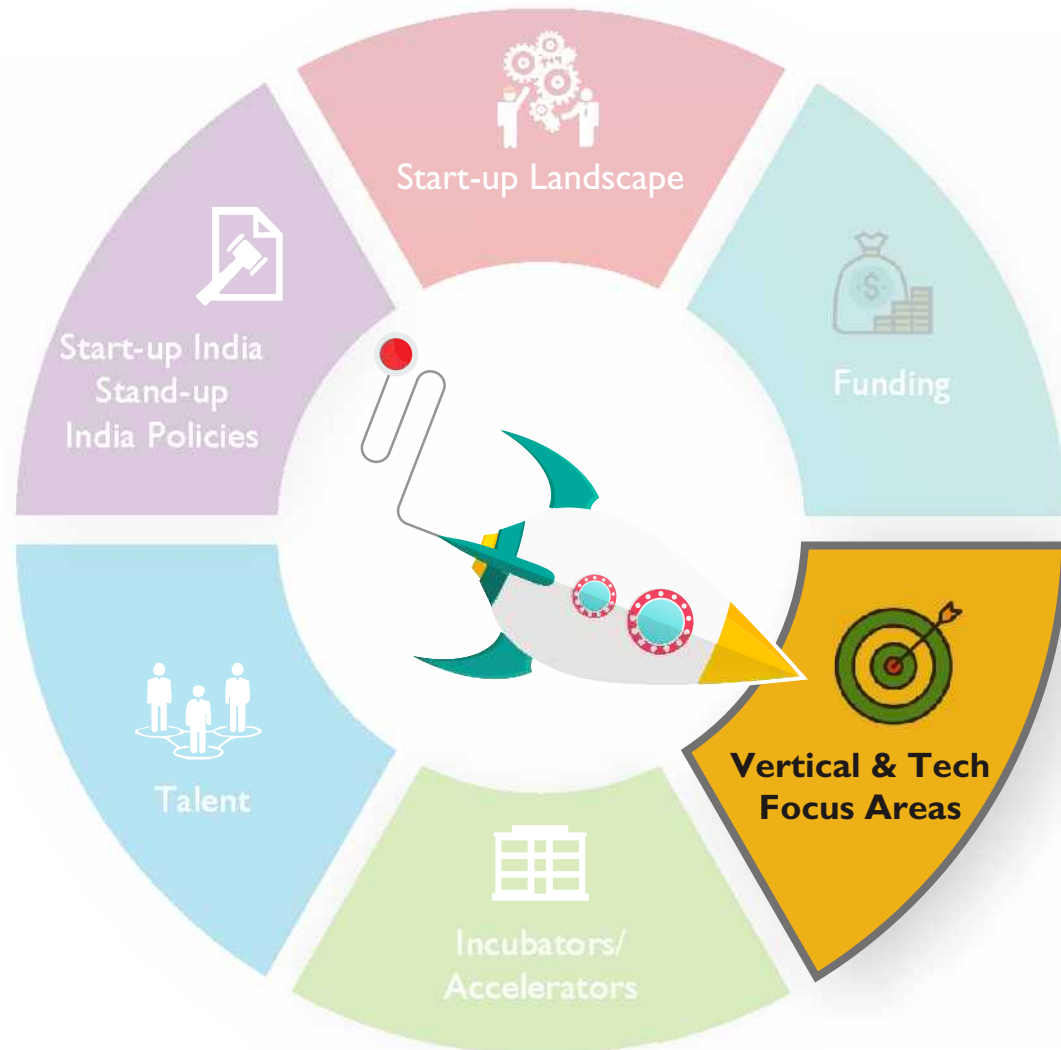 Start-up Landscape
Funding
Vertical & Tech
Focus Areas
Incubators/
Accelerators
Talent
Start-up India
Stand-up
India Policies
$